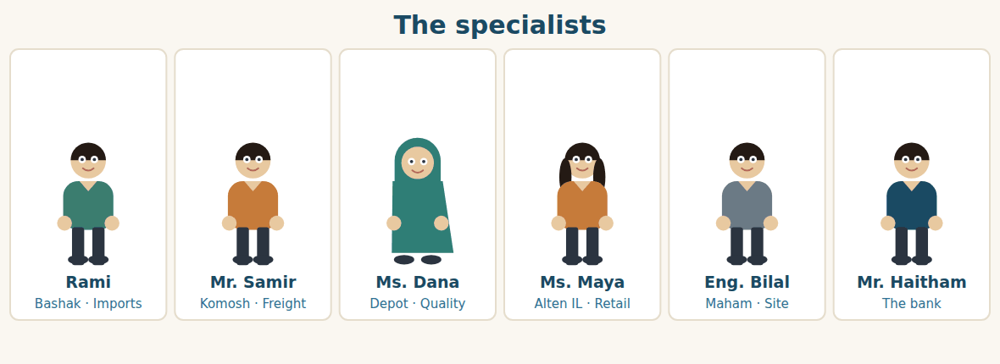 The specialists
Rami
Bashak · Imports
Mr. Samir
Komosh · Freight
Ms. Dana
Depot · Quality
Ms. Maya
Alten IL · Retail
Eng. Bilal
Maham · Site
Mr. Haitham
The bank